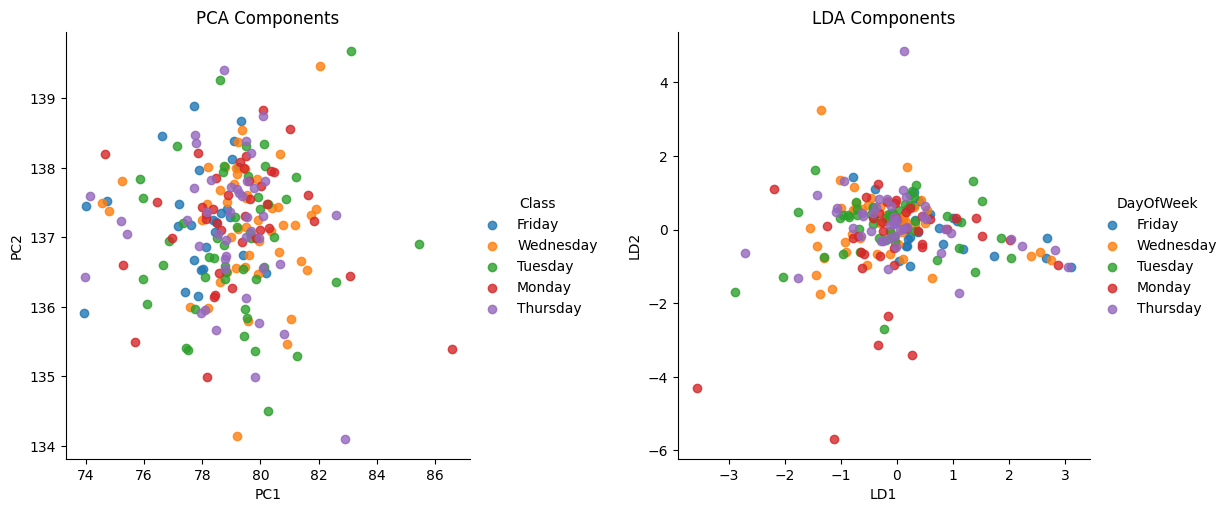 PCA Components
139
138
137
136
135
134
PC2
74
76
78
80
82
84
86
PC1
Class
Friday
Wednesday
Tuesday
Monday
Thursday
LDA Components
4
2
0
−2
−4
−6
LD2
−3
−2
−1
0
1
2
3
LD1
DayOfWeek
Friday
Wednesday
Tuesday
Monday
Thursday